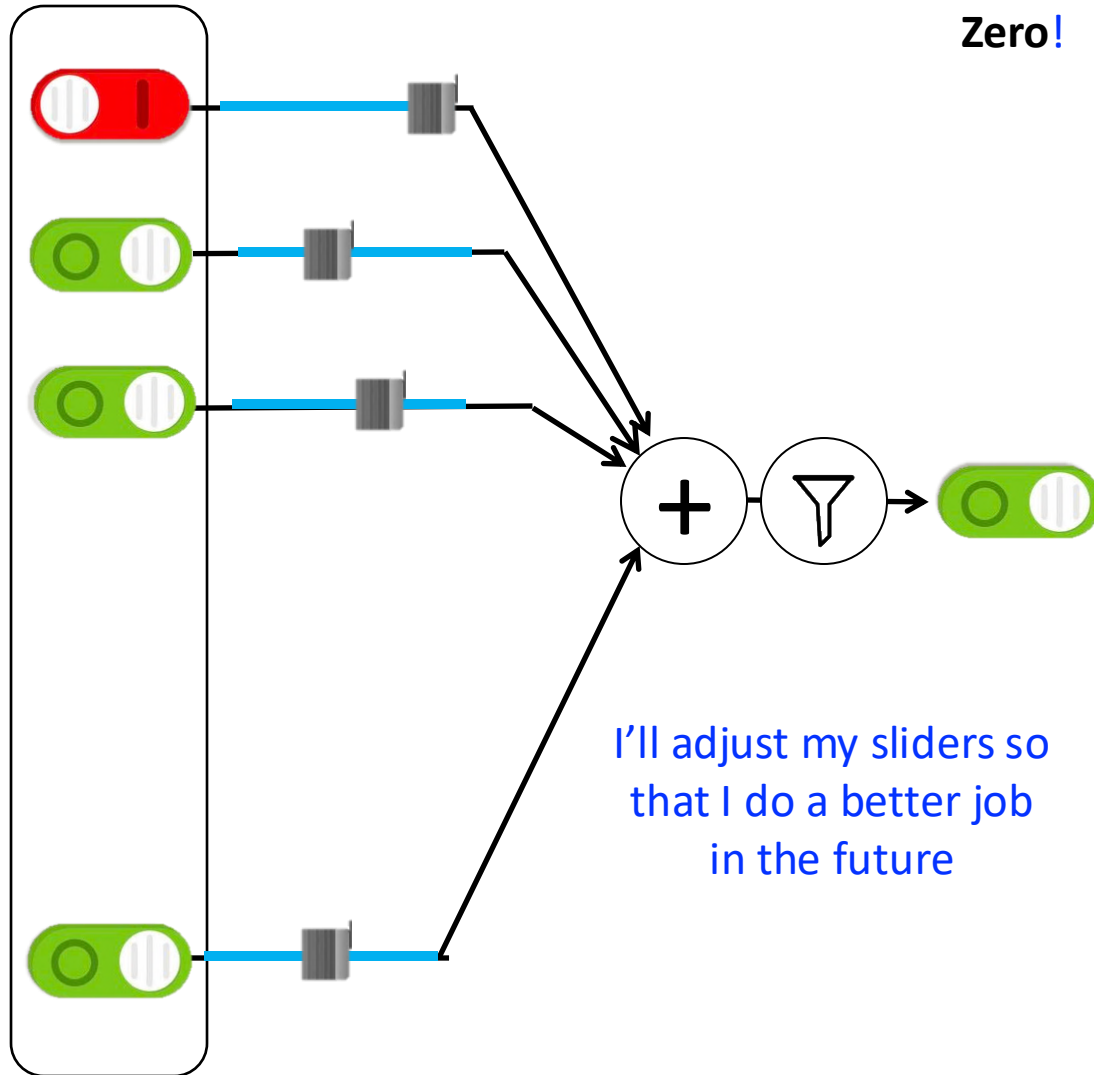 Zero!
+
I'll adjust my sliders so
that I do a better job
in the future